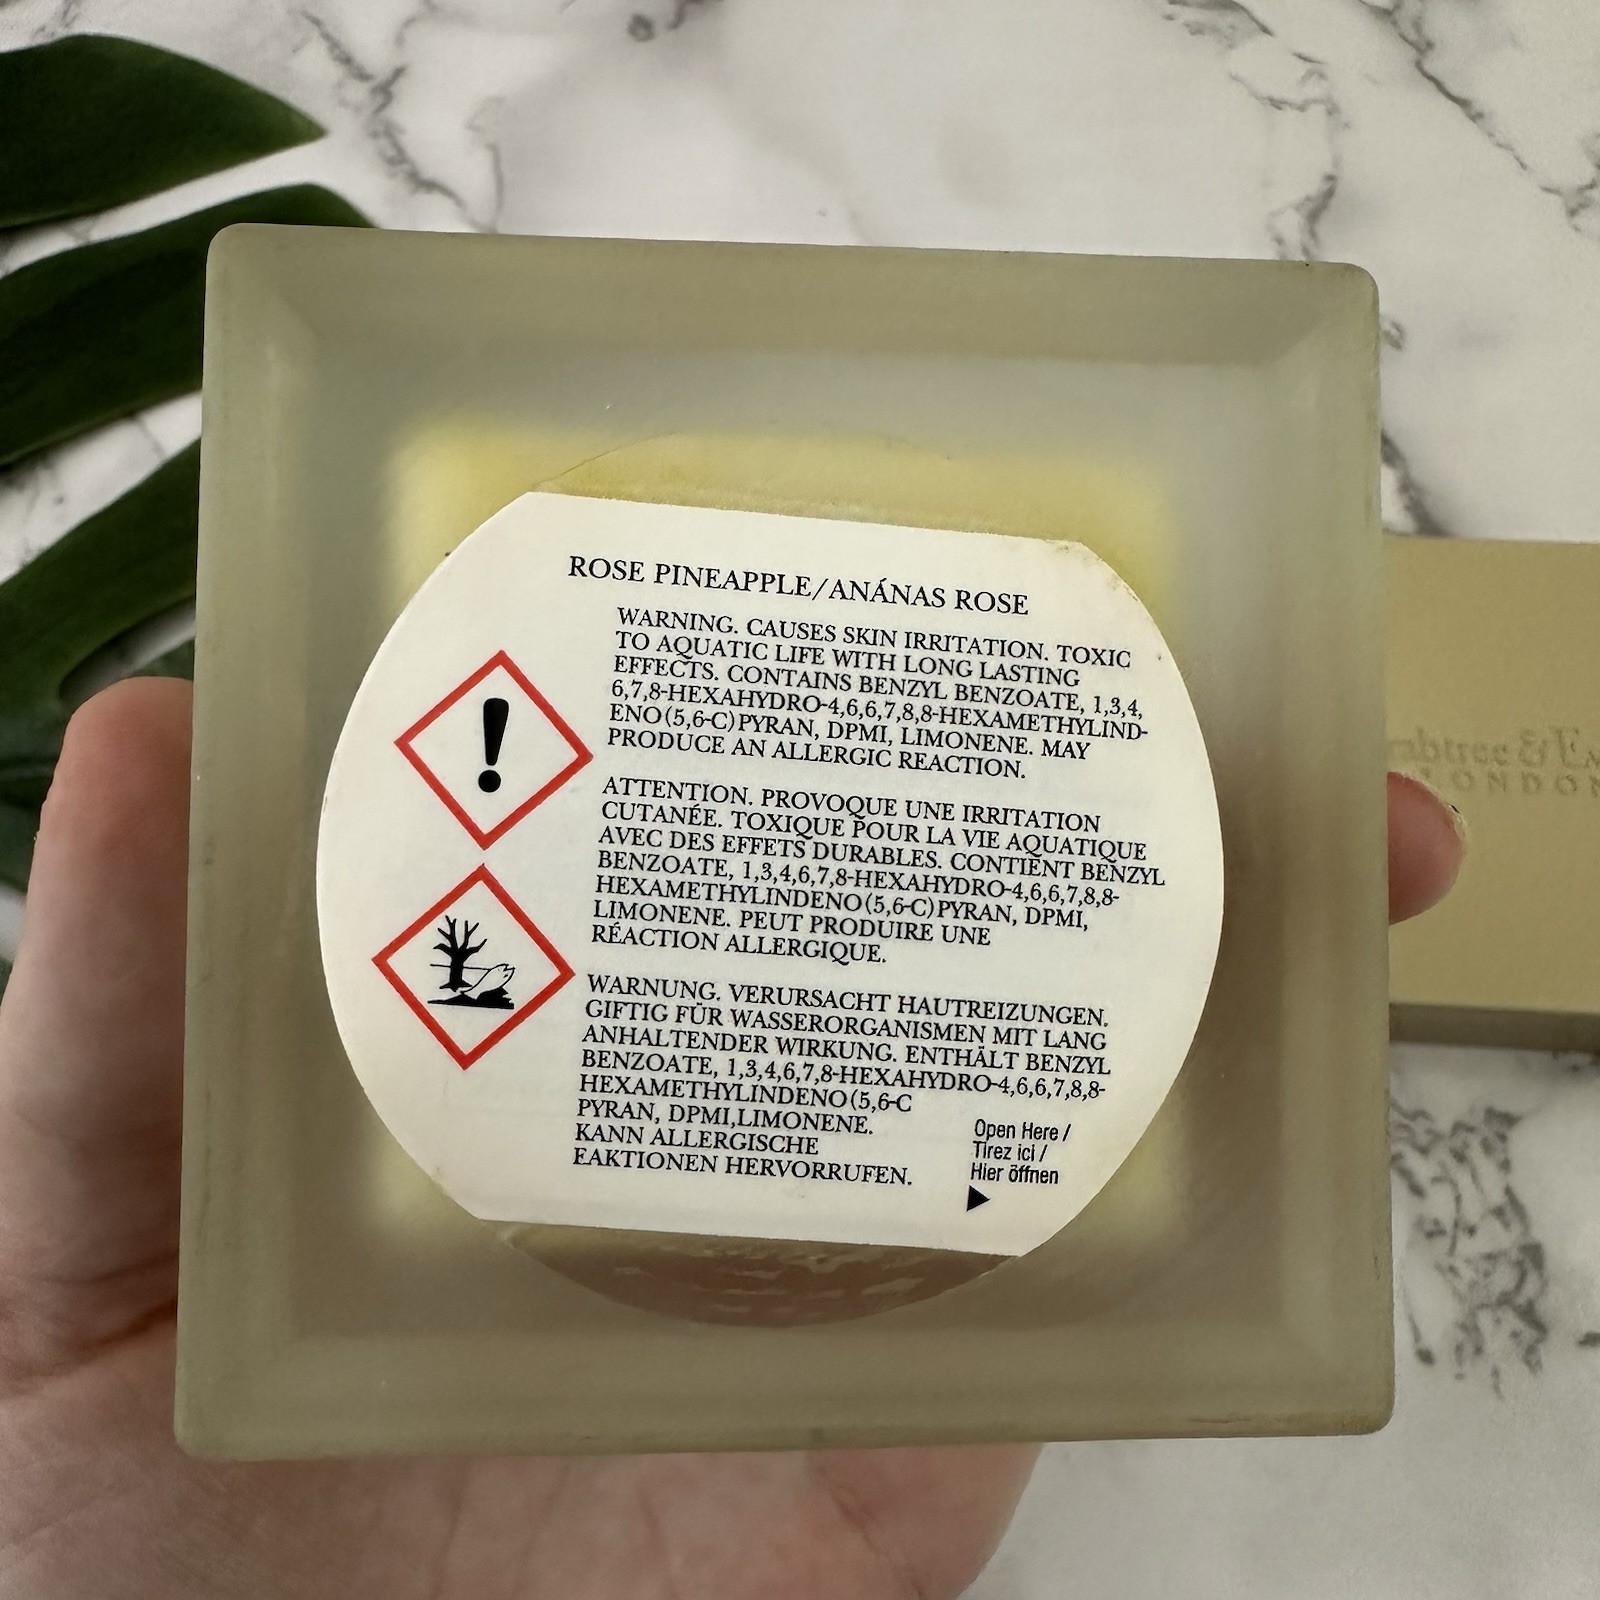 ROSE PINEAPPLE/ANÁNAS ROSE
WARNING. CAUSES SKIN IRRITATION. TOXIC
TO AQUATIC LIFE WITH LONG LASTING
EFFECTS. CONTAINS BENZYL BENZOATE, 1,3,4,
6,7,8-HEXAHYDRO-4,6,6,7,8,8-HEXAMETHYLIND-
ENO(5,6-C)PYRAN, DPMI, LIMONENE. MAY
PRODUCE AN ALLERGIC REACTION.
ATTENTION. PROVOQUE UNE IRRITATION
CUTANÉE. TOXIQUE POUR LA VIE AQUATIQUE
AVEC DES EFFETS DURABLES. CONTIENT BENZYL
BENZOATE, 1,3,4,6,7,8-HEXAHYDRO-4,6,6,7,8,8-
HEXAMETHYLINDENO(5,6-C)PYRAN, DPMI,
LIMONENE. PEUT PRODUIRE UNE
RÉACTION ALLERGIQUE.
WARNUNG. VERURSACHT HAUTREIZUNGEN.
GIFTIG FÜR WASSERORGANISMEN MIT LANG
ANHALTENDER WIRKUNG. ENTHÄLT BENZYL
BENZOATE, 1,3,4,6,7,8-HEXAHYDRO-4,6,6,7,8,8-
HEXAMETHYLINDENO(5,6-C
PYRAN, DPMI,LIMONENE.
KANN ALLERGISCHE
EAKTIONEN HERVORRUFEN.
Open Here /
Tirez ici /
Hier öffnen
rabtree & E
LONDON